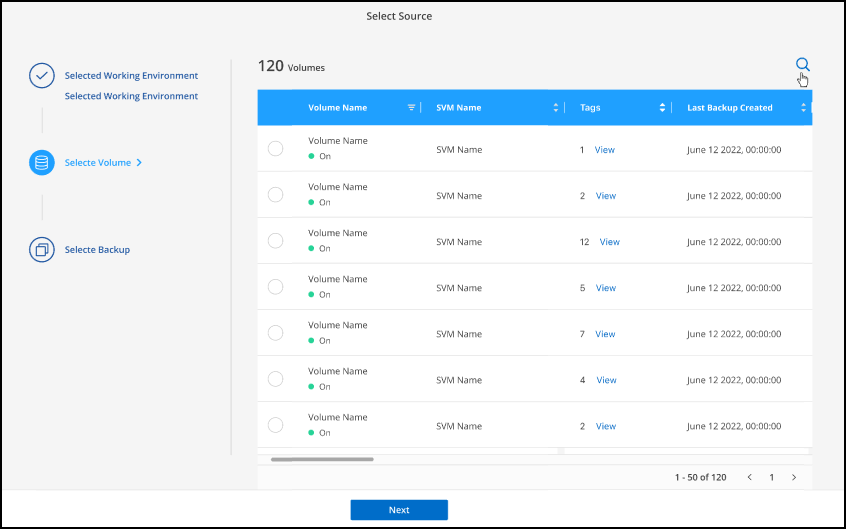 Select Source
Selected Working Environment
Selected Working Environment
Selecte Volume
Selecte Backup
120 Volumes
Volume Name SVM Name Tags Last Backup Created
Volume Name
On
SVM Name 1 View June 12 2022, 00:00:00
Volume Name
On
SVM Name 2 View June 12 2022, 00:00:00
Volume Name
On
SVM Name 12 View June 12 2022, 00:00:00
Volume Name
On
SVM Name 5 View June 12 2022, 00:00:00
Volume Name
On
SVM Name 7 View June 12 2022, 00:00:00
Volume Name
On
SVM Name 4 View June 12 2022, 00:00:00
Volume Name
On
SVM Name 2 View June 12 2022, 00:00:00
1 - 50 of 120 < 1 >
Next